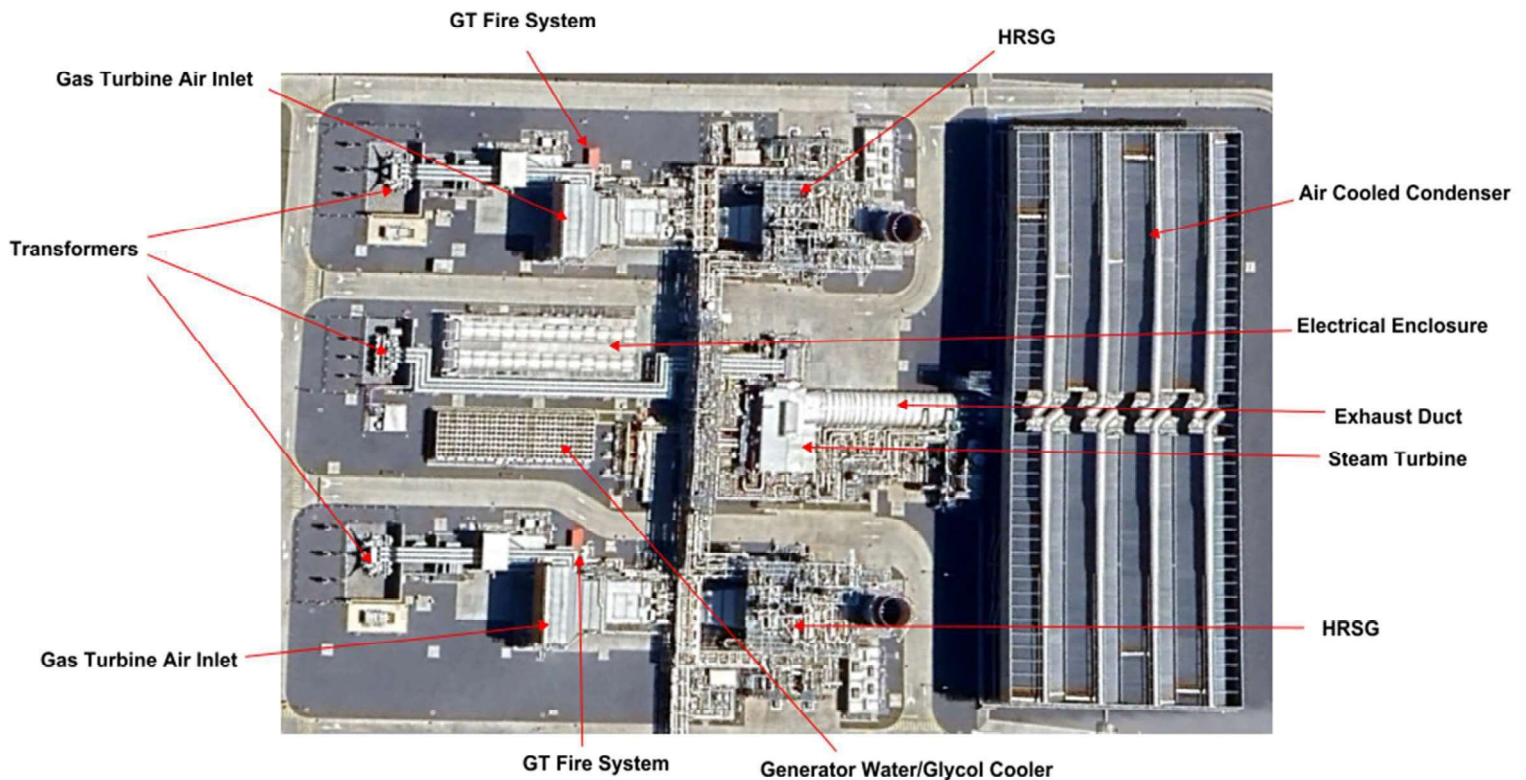 GT Fire System
HRSG
Gas Turbine Air Inlet
Air Cooled Condenser
Transformers
Electrical Enclosure
Exhaust Duct
Steam Turbine
HRSG
Gas Turbine Air Inlet
GT Fire System
Generator Water/Glycol Cooler